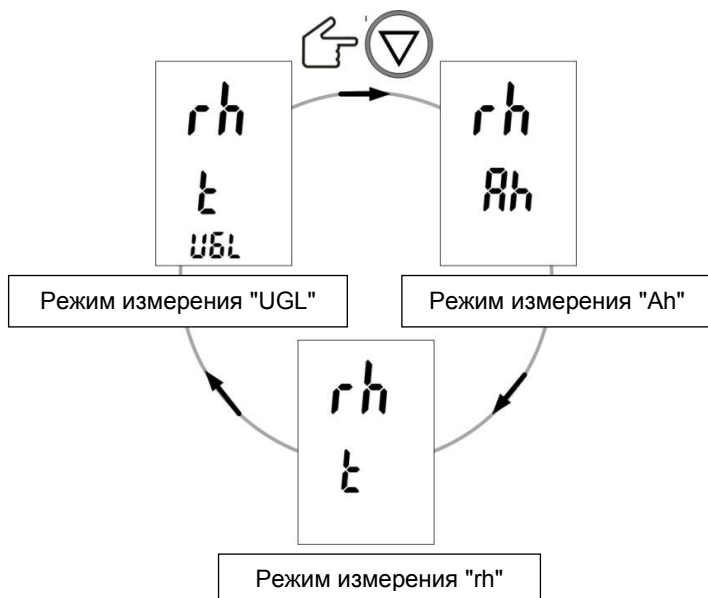 rh
t
UGL
rh
Ah
Режим измерения "UGL"
Режим измерения "Ah"
rh
t
Режим измерения "rh"